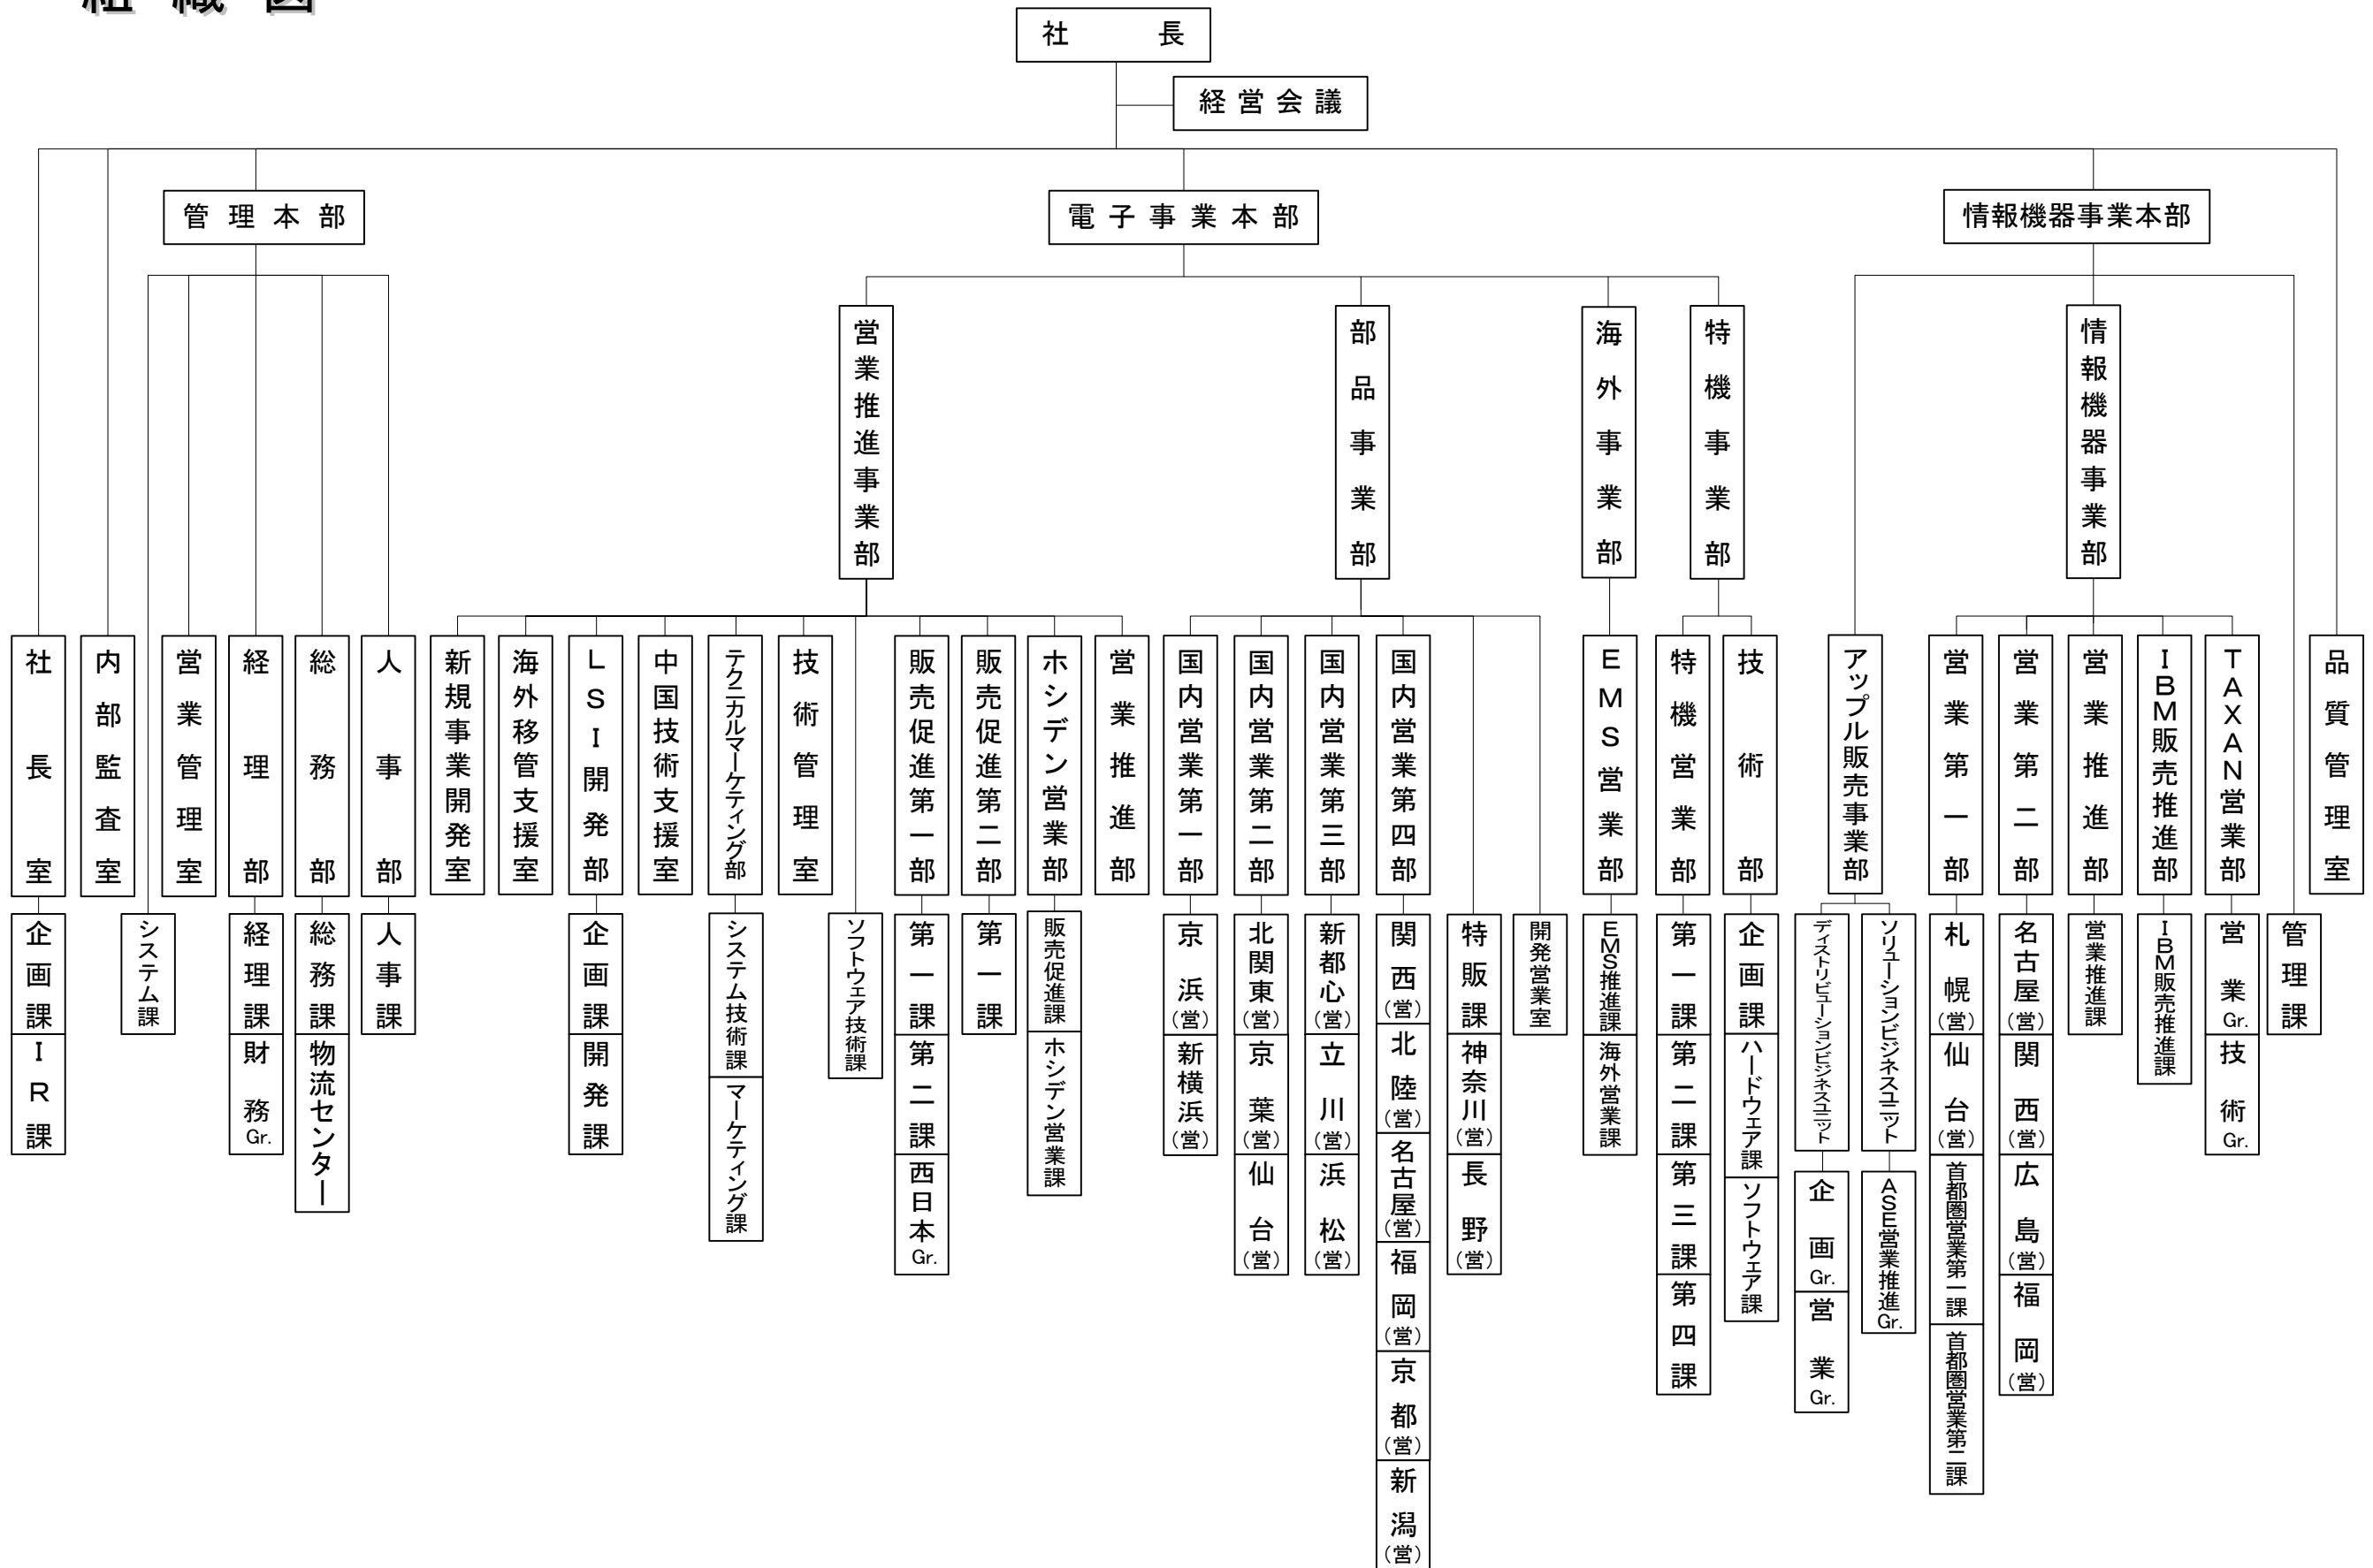 組織図
社長
経営会議
管理本部
電子事業本部
情報機器事業本部
営業推進事業部
部品事業部
海外事業部
特機事業部
情報機器事業部
社長室
内部監査室
営業管理室
経理部
総務部
人事部
新規事業開発室
海外移管支援室
LSI開発部
中国技術支援室
テクニカルマーケティング部
技術管理室
販売促進第一部
販売促進第二部
ホシデン営業部
営業推進部
国内営業第一部
国内営業第二部
国内営業第三部
国内営業第四部
EMS営業部
特機営業部
技術部
アップル販売事業部
営業第一部
営業第二部
営業推進部
IBM販売推進部
TAXAN営業部
品質管理室
企画課
IR課
システム課
経理課
財務Gr.
総務課
物流センター
人事課
企画課
開発課
システム技術課
マーケティング課
ソフトウェア技術課
第一課
第二課
西日本Gr.
第一課
販売促進課
ホシデン営業課
京浜(営)
新横浜(営)
北関東(営)
京葉(営)
仙台(営)
新都心(営)
立川(営)
浜松(営)
関西(営)
北陸(営)
名古屋(営)
福岡(営)
京都(営)
新潟(営)
特販課
神奈川(営)
長野(営)
開発営業室
EMS推進課
海外営業課
第一課
第二課
第三課
第四課
企画課
ハードウェア課
ソフトウェア課
ディストリビューションビジネスユニット
企画Gr.
営業Gr.
ソリューションビジネスユニット
ASE営業推進Gr.
札幌(営)
仙台(営)
首都圏営業第一課
首都圏営業第二課
名古屋(営)
関西(営)
広島(営)
福岡(営)
営業推進課
IBM販売推進課
営業Gr.
技術Gr.
管理課